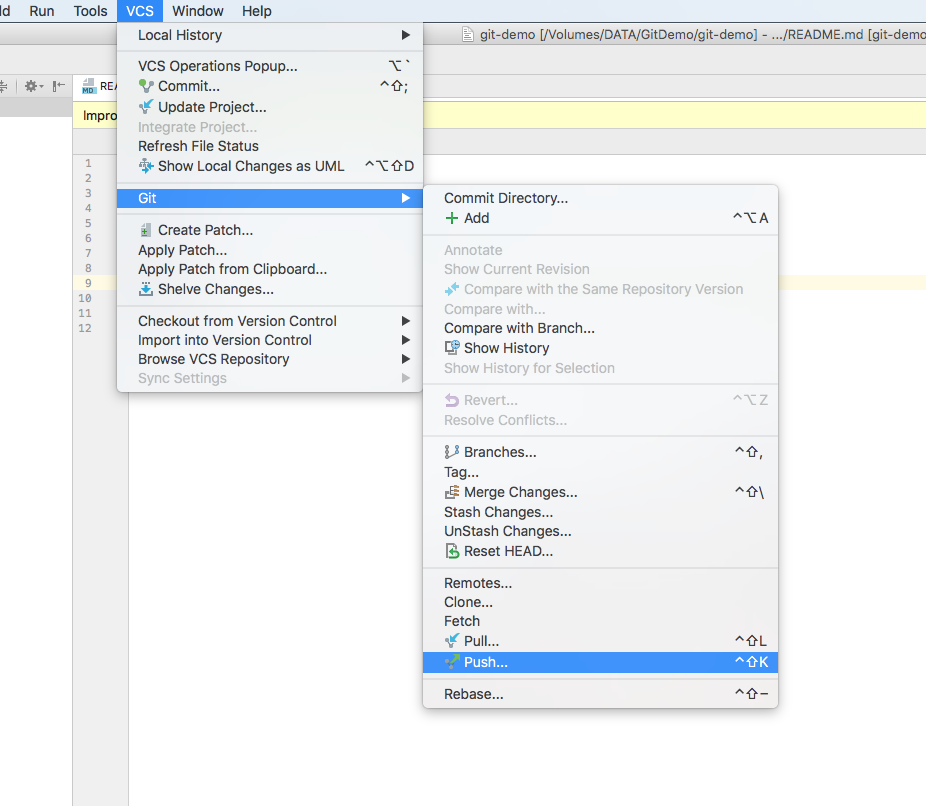 ld Run Tools VCS Window Help
git-demo [/Volumes/DATA/GitDemo/git-demo] - .../README.md [git-demo
MD REA
Impro
Local History
VCS Operations Popup... ⌥`
Commit... ^⇧;
Update Project...
Integrate Project...
Refresh File Status
Show Local Changes as UML ^⌥⇧D
Git
Create Patch...
Apply Patch...
Apply Patch from Clipboard...
Shelve Changes...
Checkout from Version Control
Import into Version Control
Browse VCS Repository
Sync Settings
Commit Directory...
Add ^⌥A
Annotate
Show Current Revision
Compare with the Same Repository Version
Compare with...
Compare with Branch...
Show History
Show History for Selection
Revert... ^⌥Z
Resolve Conflicts...
Branches... ^⇧,
Tag...
Merge Changes... ^⇧\
Stash Changes...
UnStash Changes...
Reset HEAD...
Remotes...
Clone...
Fetch
Pull... ^⇧L
Push... ^⇧K
Rebase... ^⇧−
1
2
3
4
5
6
7
8
9
10
11
12